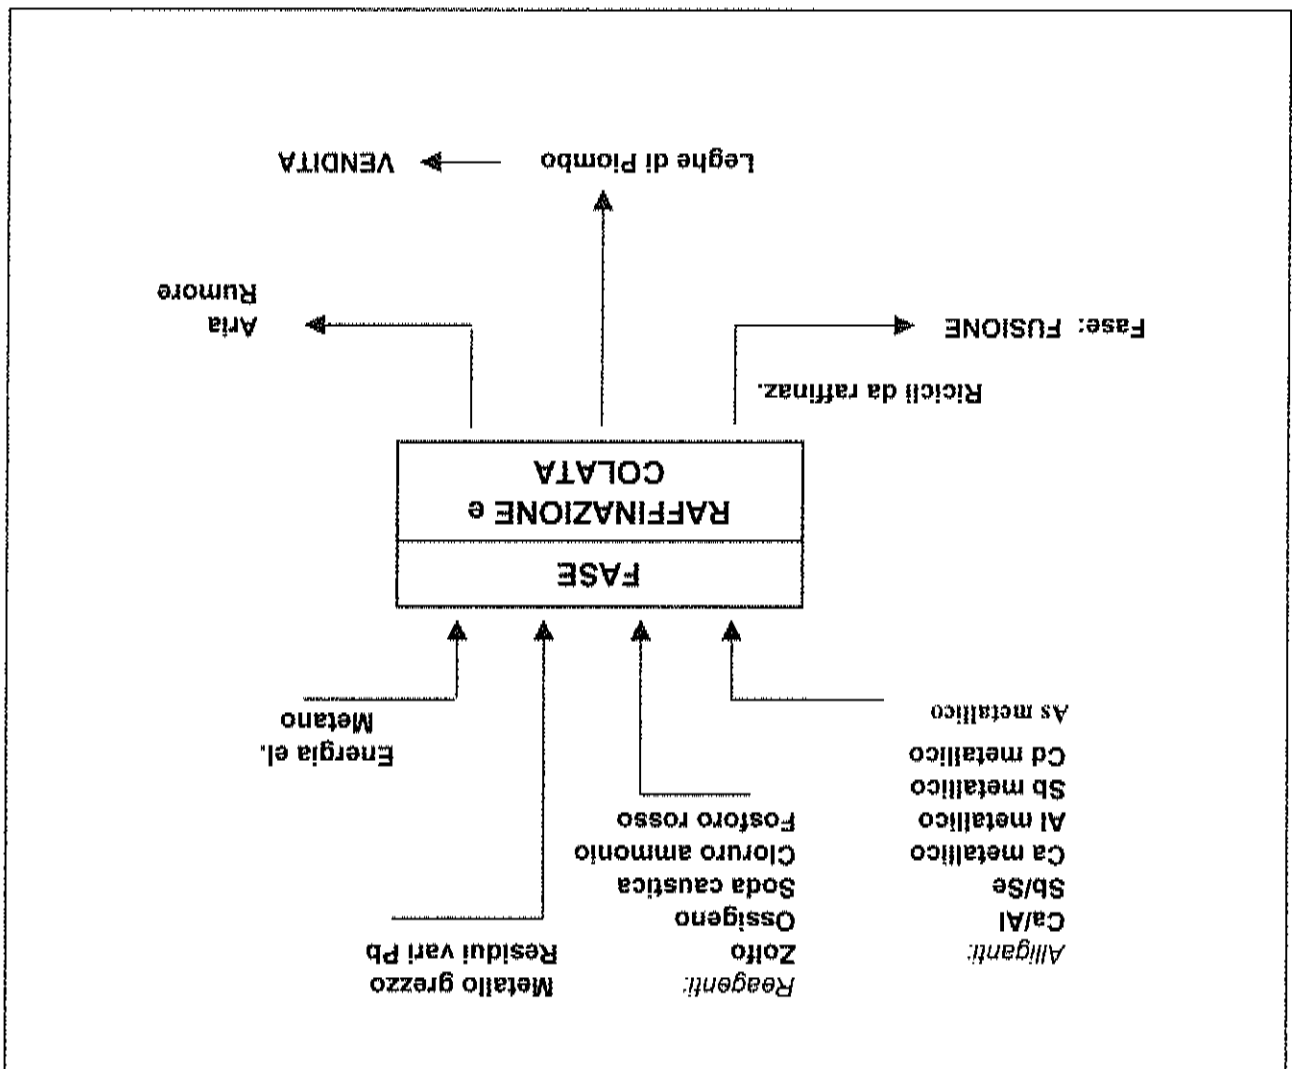 Alliganti:
Ca/Al
Sb/Se
Ca metallico
Al metallico
Sb metallico
Cd metallico
As metallico
Reagenti:
Zolfo
Ossigeno
Soda caustica
Cloruro ammonio
Fosforo rosso
Metallo grezzo
Residui vari Pb
Energia el.
Metano
FASE
RAFFINAZIONE e
COLATA
Ricicli da raffinaz.
Fase: FUSIONE
Aria
Rumore
Leghe di Piombo
VENDITA